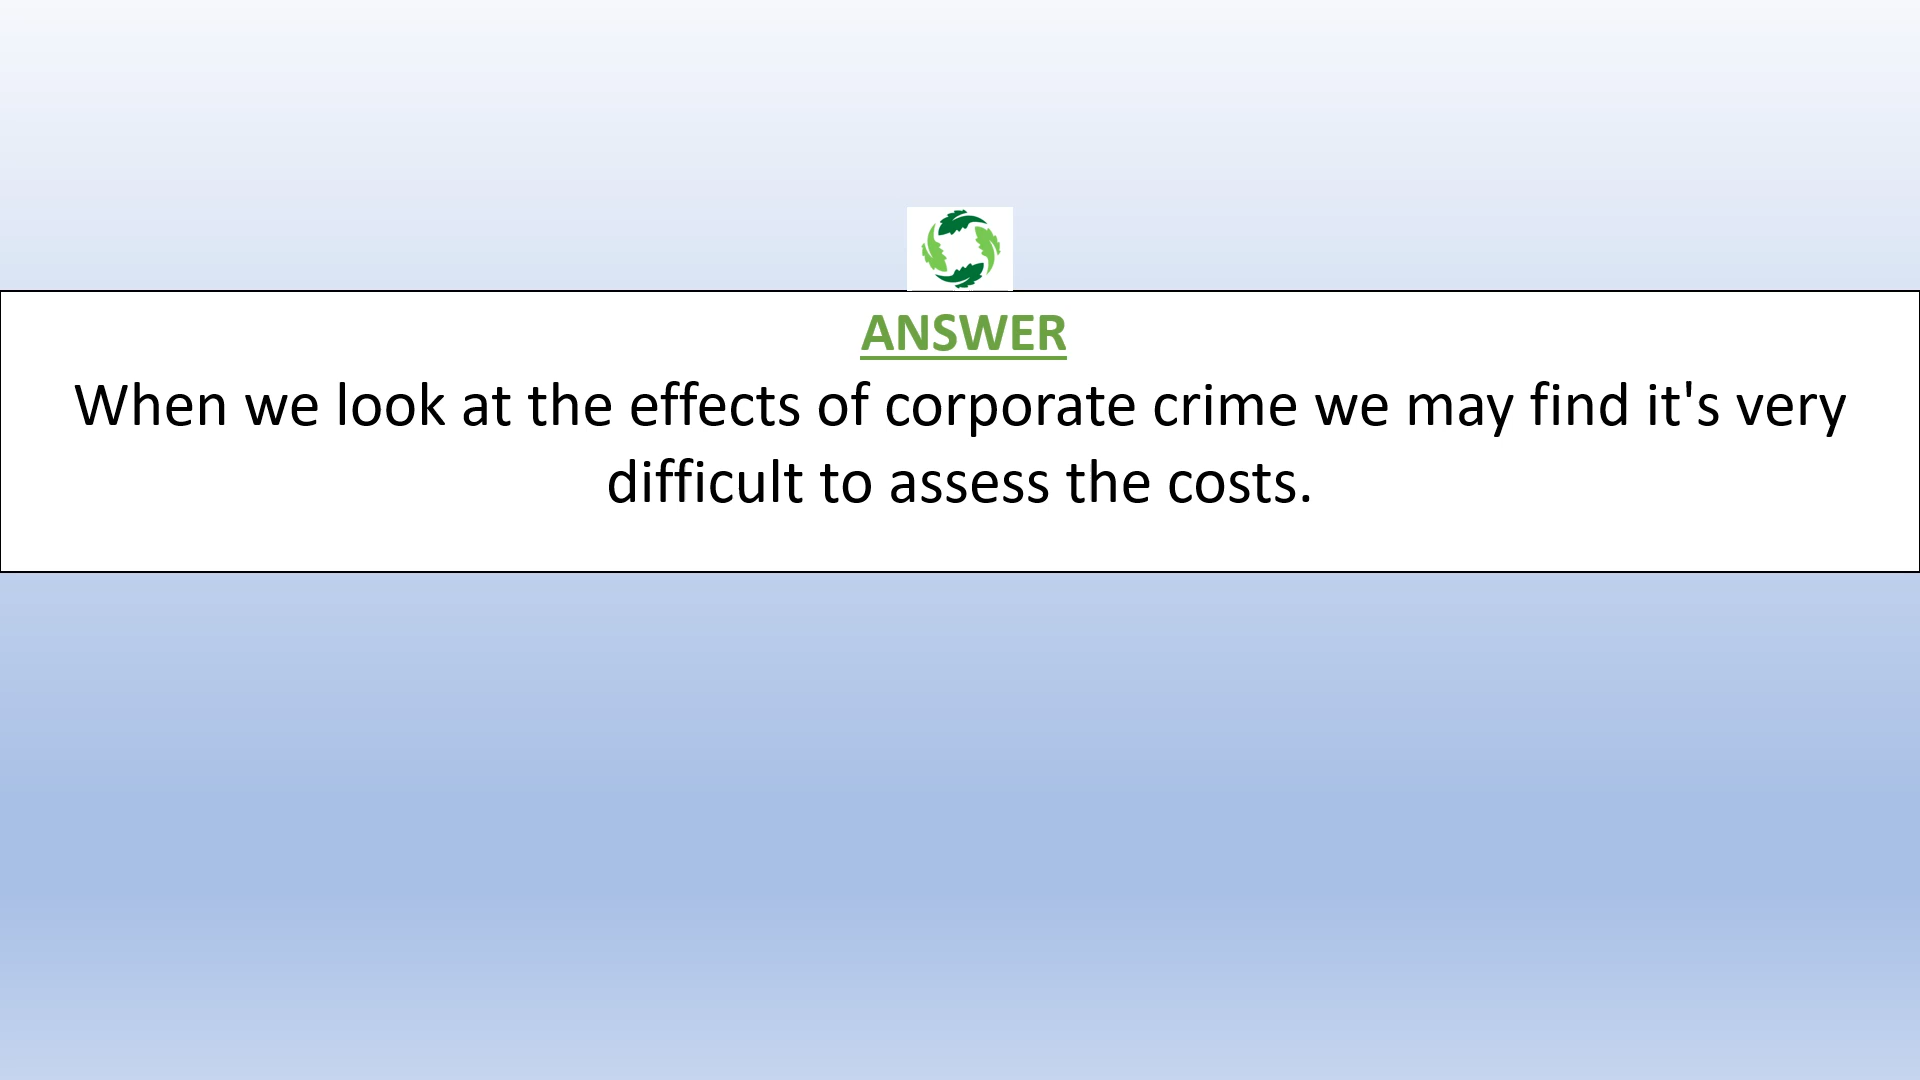 ANSWER
When we look at the effects of corporate crime we may find it's very
difficult to assess the costs.